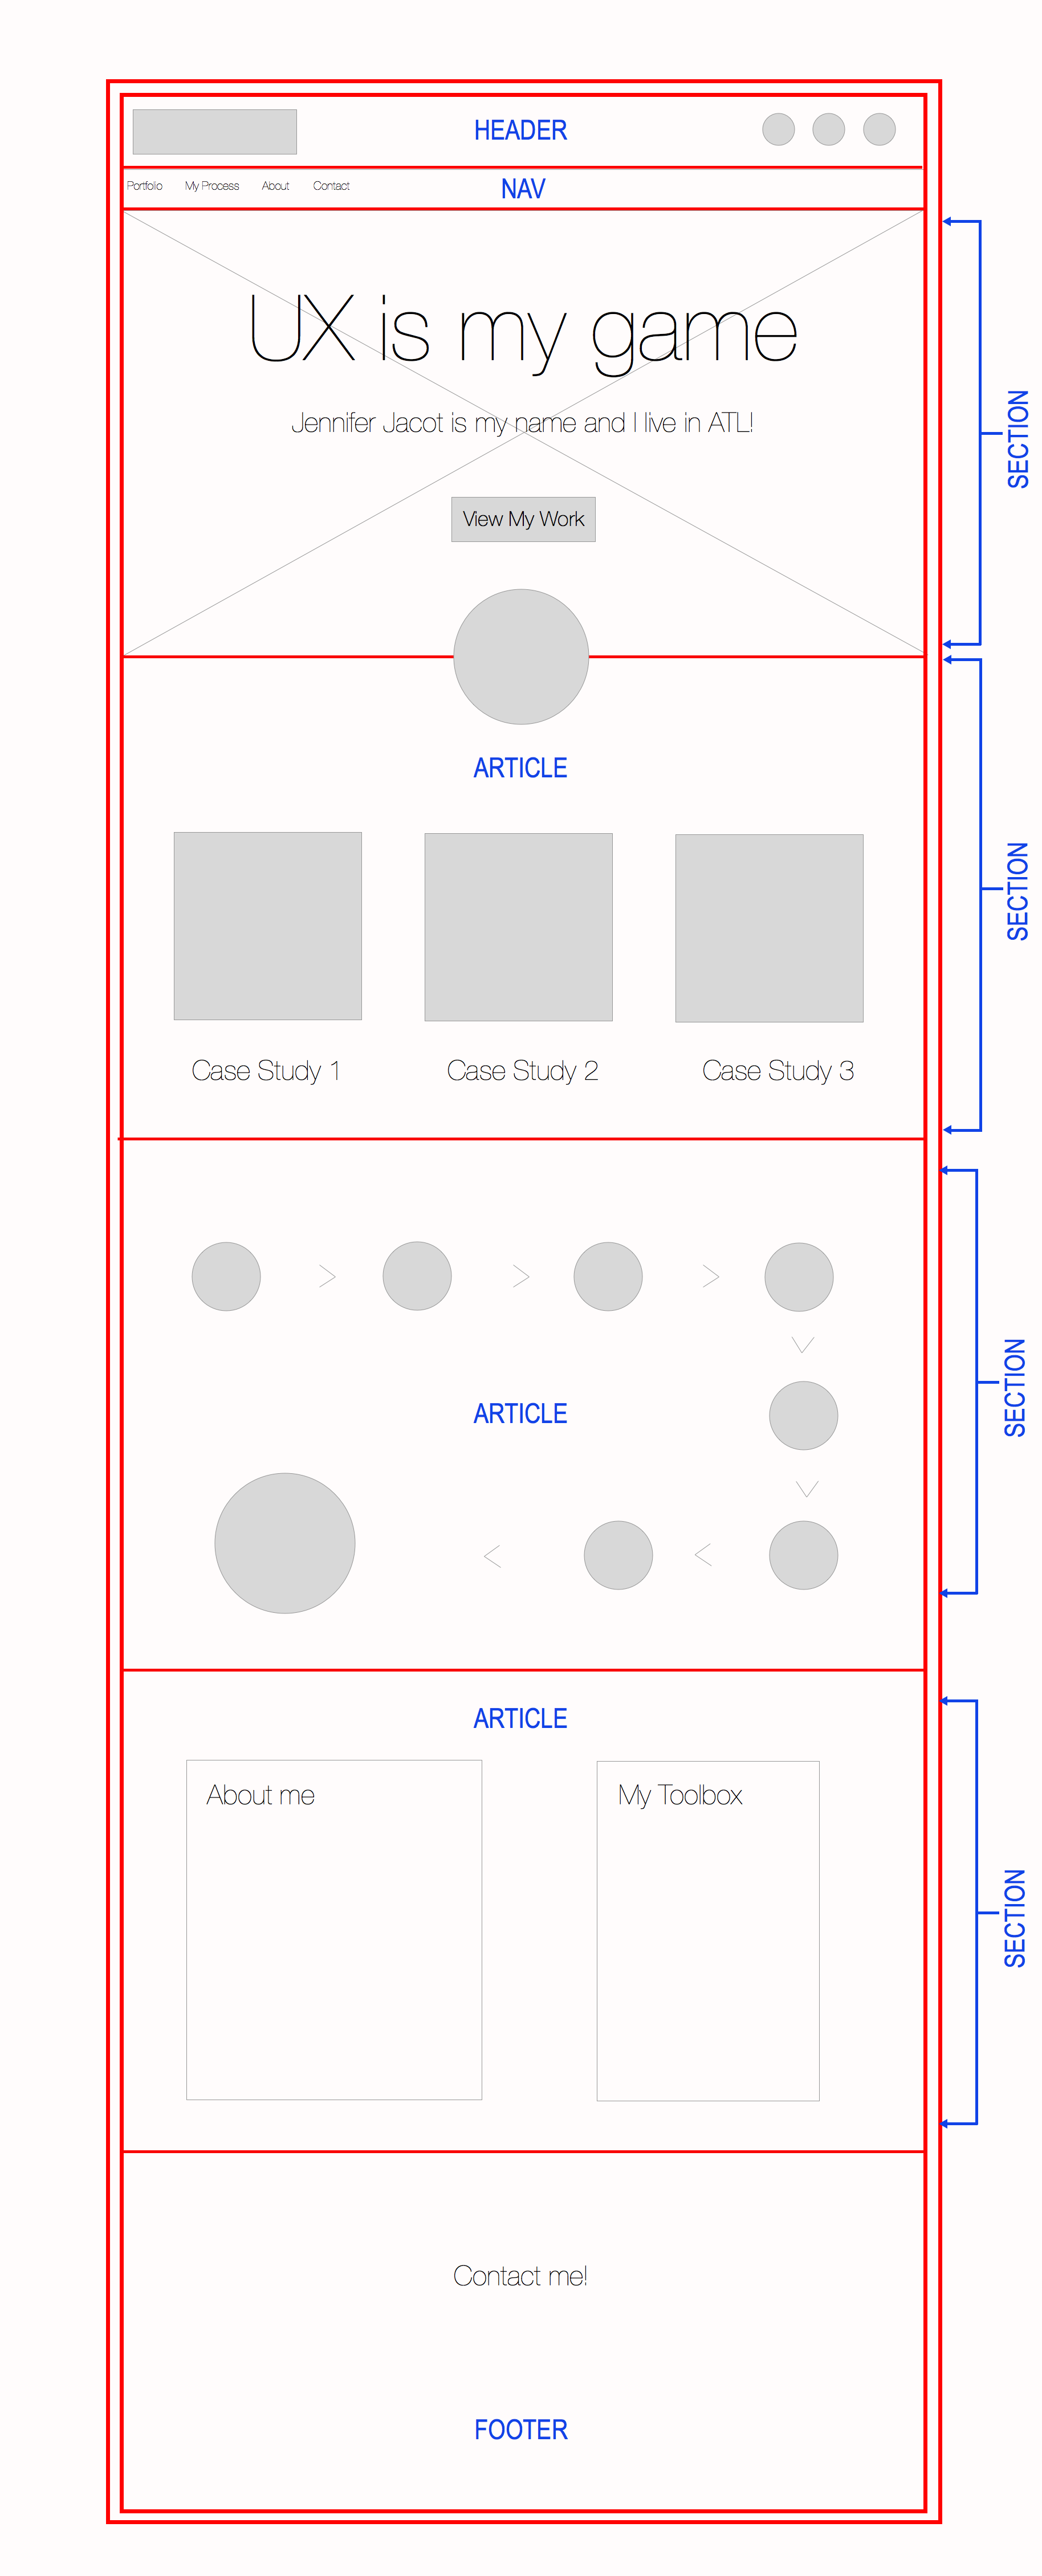 HEADER
Portfolio My Process About Contact NAV
UX is my game
Jennifer Jacot is my name and I live in ATL!
SECTION
View My Work
ARTICLE
SECTION
Case Study 1 Case Study 2 Case Study 3
ARTICLE
SECTION
ARTICLE
About me My Toolbox
SECTION
Contact me!
FOOTER